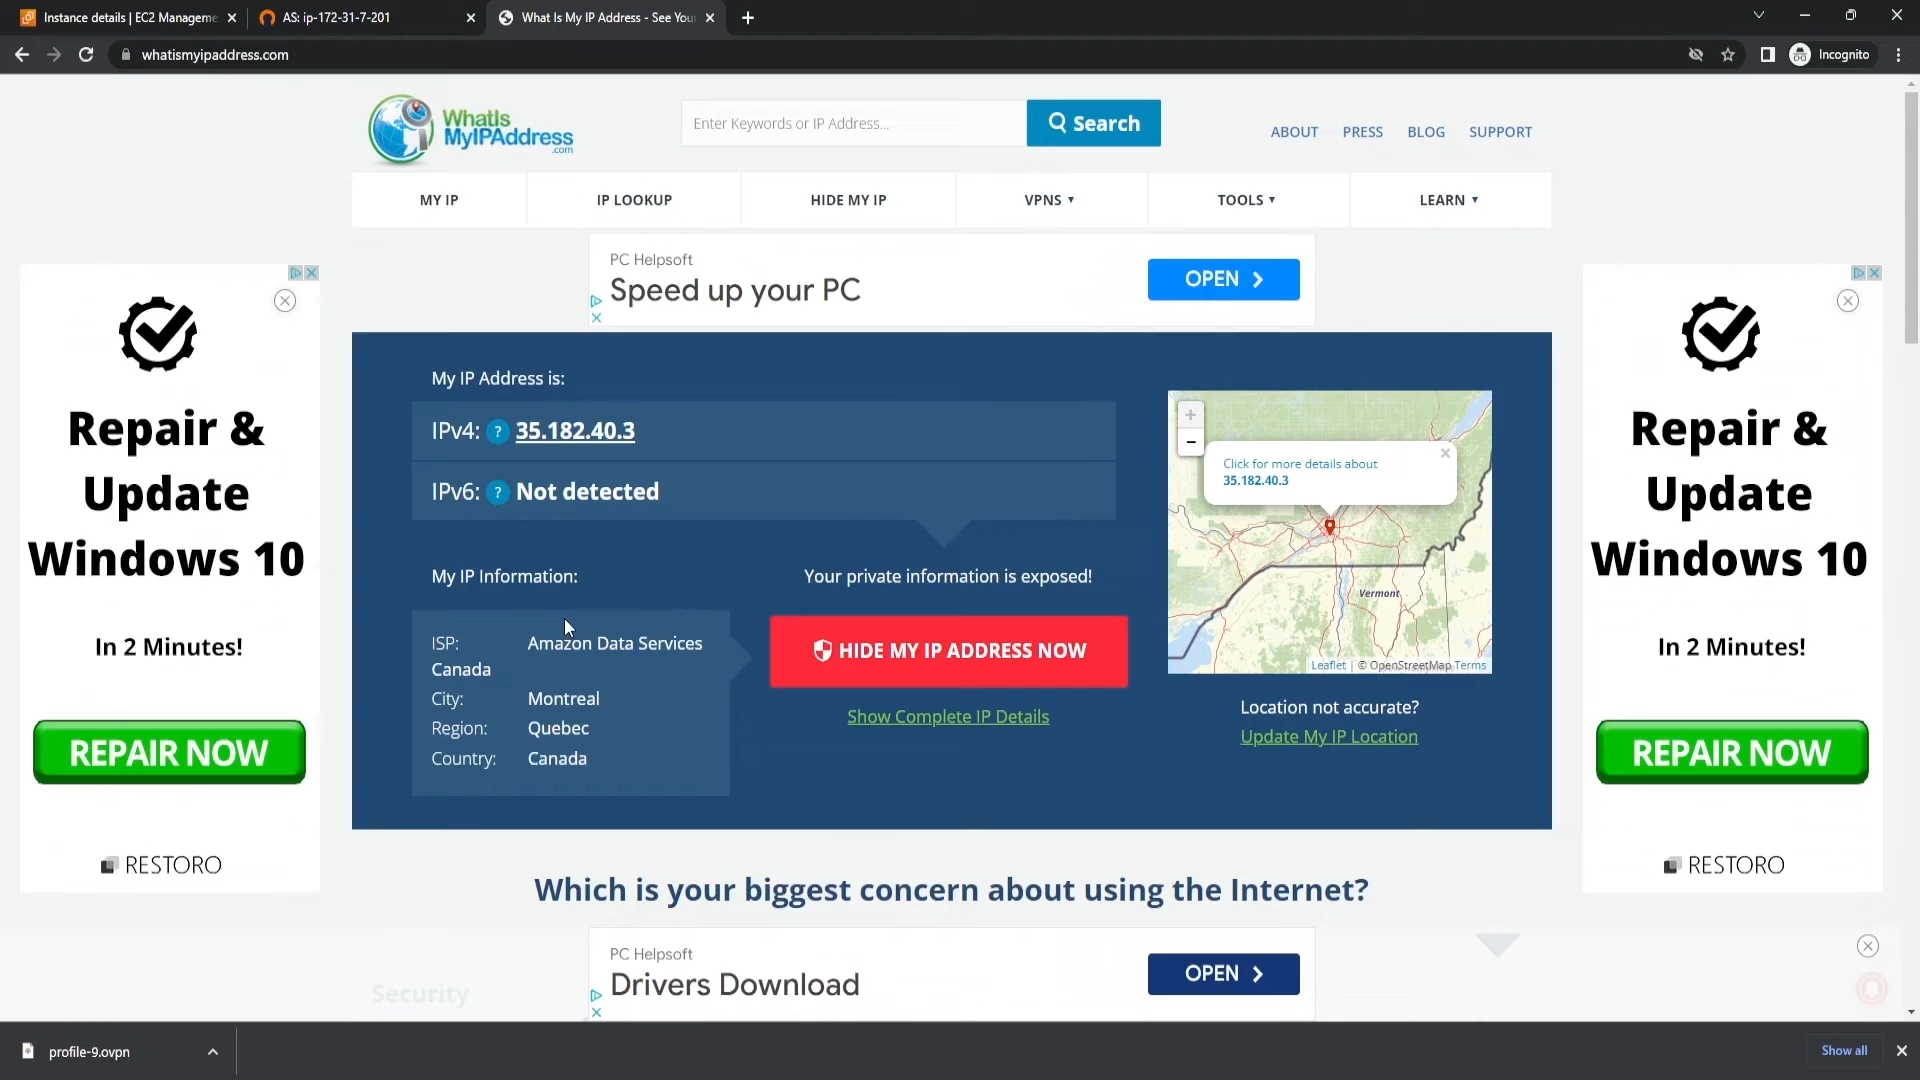 Instance details | EC2 Manageme
AS: ip-172-31-7-201
What Is My IP Address - See You
whatismyipaddress.com
Incognito
WhatIs
MyIPAddress
.com
Enter Keywords or IP Address...
Search
ABOUT
PRESS
BLOG
SUPPORT
MY IP
IP LOOKUP
HIDE MY IP
VPNS
TOOLS
LEARN
PC Helpsoft
Speed up your PC
OPEN
Repair &
Update
Windows 10
In 2 Minutes!
REPAIR NOW
RESTORO
My IP Address is:
IPv4: ? 35.182.40.3
IPv6: ? Not detected
My IP Information:
ISP: Amazon Data Services
Canada
City: Montreal
Region: Quebec
Country: Canada
Your private information is exposed!
HIDE MY IP ADDRESS NOW
Show Complete IP Details
+
-
Click for more details about
35.182.40.3
Vermont
Leaflet | © OpenStreetMap Terms
Location not accurate?
Update My IP Location
Repair &
Update
Windows 10
In 2 Minutes!
REPAIR NOW
RESTORO
Which is your biggest concern about using the Internet?
PC Helpsoft
Drivers Download
OPEN
Security
profile-9.ovpn
Show all